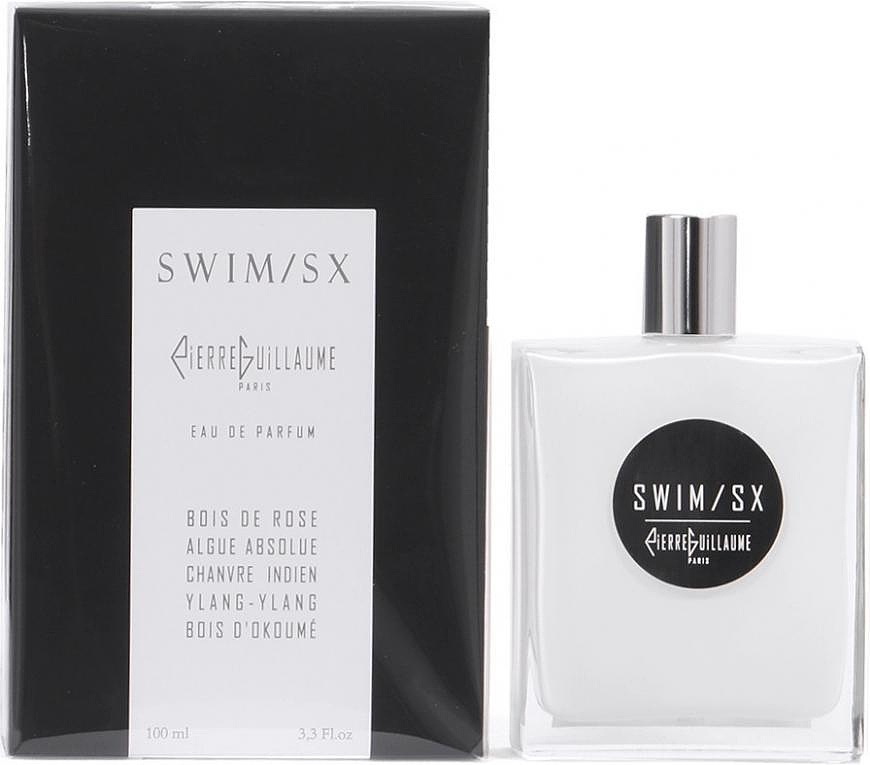 SWIM/SX
PIERREGUILLAUME
PARIS
EAU DE PARFUM
BOIS DE ROSE
ALGUE ABSOLUE
CHANVRE INDIEN
YLANG-YLANG
BOIS D'OKOUMÉ
100 ml 3,3 Fl.oz
SWIM/SX
PIERREGUILLAUME
PARIS